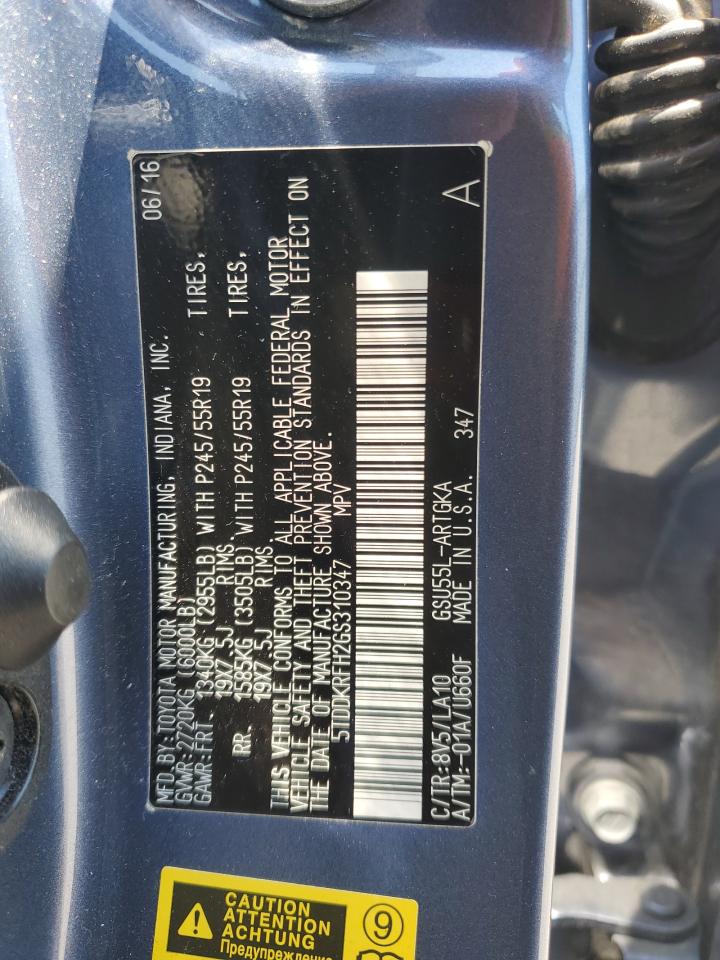 MFD.BY:TOYOTA MOTOR MANUFACTURING, INDIANA, INC. 06/16
GVWR:2720KG (6000LB)
GAWR:FRT. 1340KG (2955LB) WITH P245/55R19 TIRES,
19X7.5J RIMS.
RR. 1585KG (3505LB) WITH P245/55R19 TIRES,
19X7.5J RIMS
THIS VEHICLE CONFORMS TO ALL APPLICABLE FEDERAL MOTOR
VEHICLE SAFETY AND THEFT PREVENTION STANDARDS IN EFFECT ON
THE DATE OF MANUFACTURE SHOWN ABOVE.
5TDDKRFH2GS310347 MPV
C/TR:8V57/LA10 GSU55L-ARTGKA
A/TM:-01A/U660F MADE IN U.S.A. 347 A
CAUTION
ATTENTION
ACHTUNG
Предупреждение
9